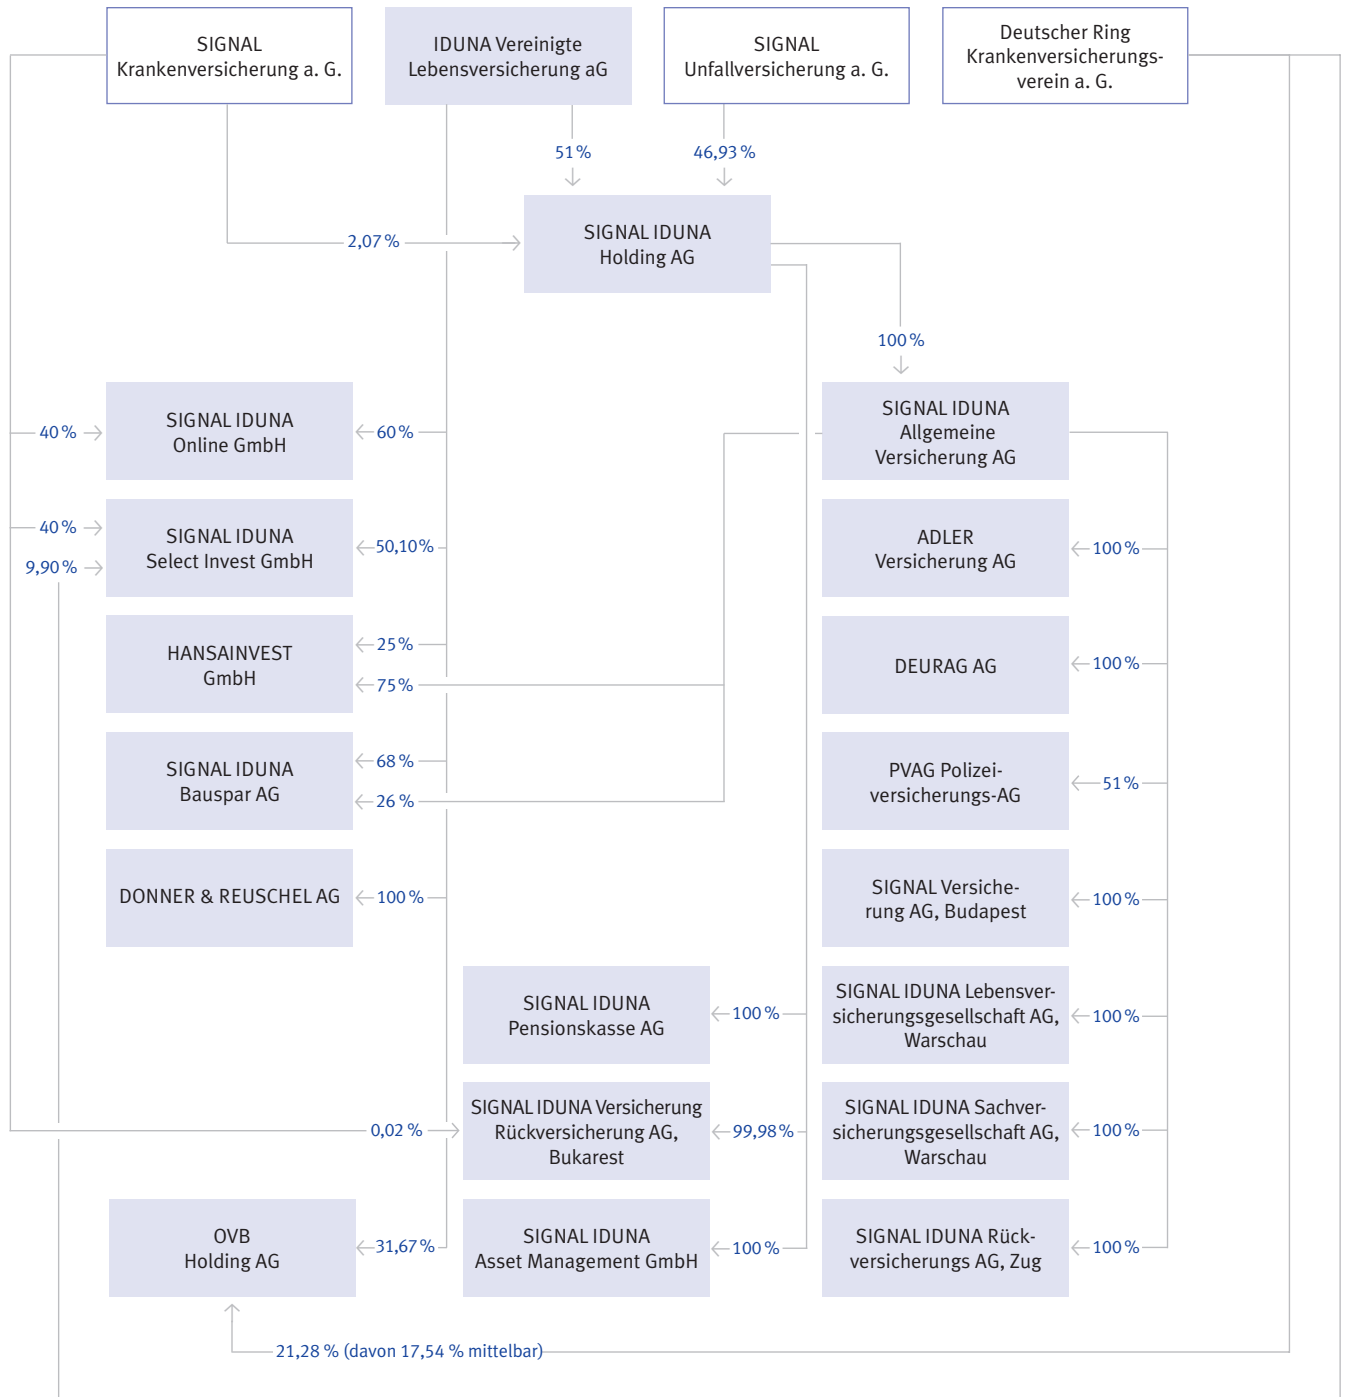 SIGNAL
Krankenversicherung a. G.
IDUNA Vereinigte
Lebensversicherung aG
SIGNAL
Unfallversicherung a. G.
Deutscher Ring
Krankenversicherungs-
verein a. G.
51 %
46,93 %
2,07 %
SIGNAL IDUNA
Holding AG
100 %
40 %
SIGNAL IDUNA
Online GmbH
60 %
SIGNAL IDUNA
Allgemeine
Versicherung AG
40 %
9,90 %
SIGNAL IDUNA
Select Invest GmbH
50,10 %
ADLER
Versicherung AG
100 %
HANSAINVEST
GmbH
25 %
75 %
DEURAG AG
100 %
SIGNAL IDUNA
Bauspar AG
68 %
26 %
PVAG Polizei-
versicherungs-AG
51 %
DONNER & REUSCHEL AG
100 %
SIGNAL Versiche-
rung AG, Budapest
100 %
SIGNAL IDUNA
Pensionskasse AG
100 %
SIGNAL IDUNA Lebensver-
sicherungsgesellschaft AG,
Warschau
100 %
0,02 %
SIGNAL IDUNA Versicherung
Rückversicherung AG,
Bukarest
99,98 %
SIGNAL IDUNA Sachver-
sicherungsgesellschaft AG,
Warschau
100 %
OVB
Holding AG
31,67 %
SIGNAL IDUNA
Asset Management GmbH
100 %
SIGNAL IDUNA Rück-
versicherungs AG, Zug
100 %
21,28 % (davon 17,54 % mittelbar)